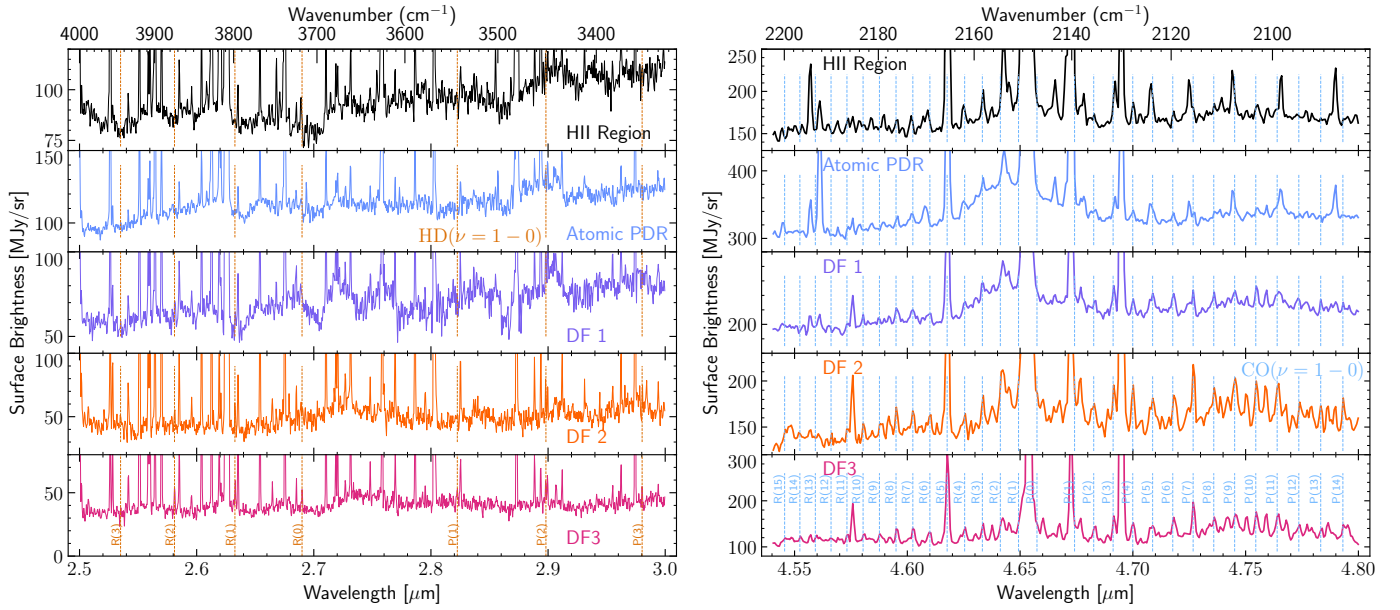 Wavenumber (cm⁻¹)
4000 3900 3800 3700 3600 3500 3400
100
75
HII Region
150
100
HD(ν = 1 − 0)
Atomic PDR
100
50
DF 1
100
50
DF 2
50
0
R(3) R(2) R(1) R(0) P(1) P(2) P(3)
DF3
2.5 2.6 2.7 2.8 2.9 3.0
Wavelength [μm]
Surface Brightness [MJy/sr]
Wavenumber (cm⁻¹)
2200 2180 2160 2140 2120 2100
250
200
150
HII Region
400
300
Atomic PDR
200
DF 1
200
150
DF 2
CO(ν = 1 − 0)
300
200
100
DF3
R(15) R(14) R(13) R(12) R(11) R(10) R(9) R(8) R(7) R(6) R(5) R(4) R(3) R(2) R(1) P(1) P(2) P(3) P(5) P(6) P(7) P(8) P(9) P(10) P(11) P(12) P(13) P(14)
4.55 4.60 4.65 4.70 4.75 4.80
Wavelength [μm]
Surface Brightness [MJy/sr]